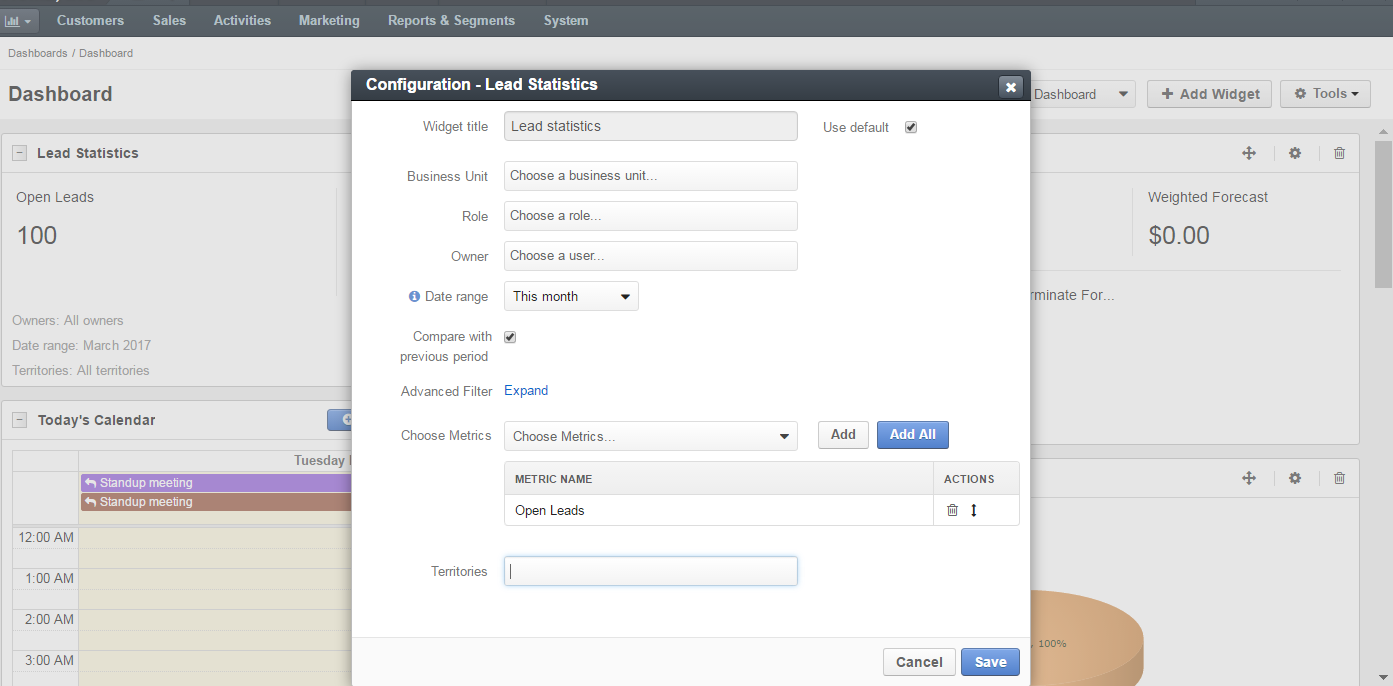 Customers Sales Activities Marketing Reports & Segments System
Dashboards / Dashboard
Dashboard
Dashboard
Add Widget
Tools
Configuration - Lead Statistics
Widget title Lead statistics Use default
Business Unit Choose a business unit...
Role Choose a role...
Owner Choose a user...
Date range This month
Compare with
previous period
Advanced Filter Expand
Choose Metrics Choose Metrics... Add Add All
METRIC NAME ACTIONS
Open Leads
Territories
Cancel Save
Lead Statistics
Open Leads
100
Owners: All owners
Date range: March 2017
Territories: All territories
Weighted Forecast
$0.00
Today's Calendar
Tuesday
Standup meeting
Standup meeting
12:00 AM
1:00 AM
2:00 AM
3:00 AM
100%